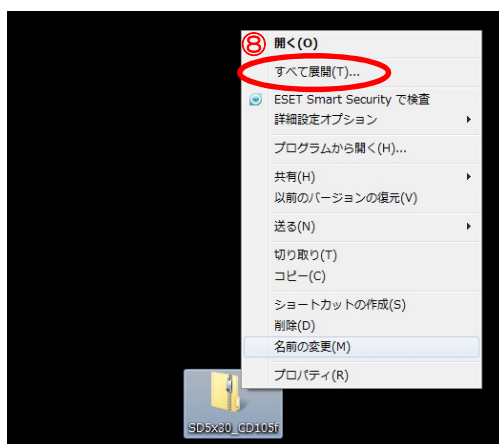 ⑧ 開く(O)
すべて展開(T)...
ESET Smart Security で検査
詳細設定オプション
プログラムから開く(H)...
共有(H)
以前のバージョンの復元(V)
送る(N)
切り取り(T)
コピー(C)
ショートカットの作成(S)
削除(D)
名前の変更(M)
プロパティ(R)
SD5x30_CD105f